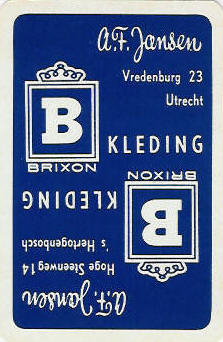 A.F. Jansen
Vredenburg 23
Utrecht
B
KLEDING
BRIXON
BRIXON
B
KLEDING
's Hertogenbosch
Hoge Steenweg 14
A.F. Jansen